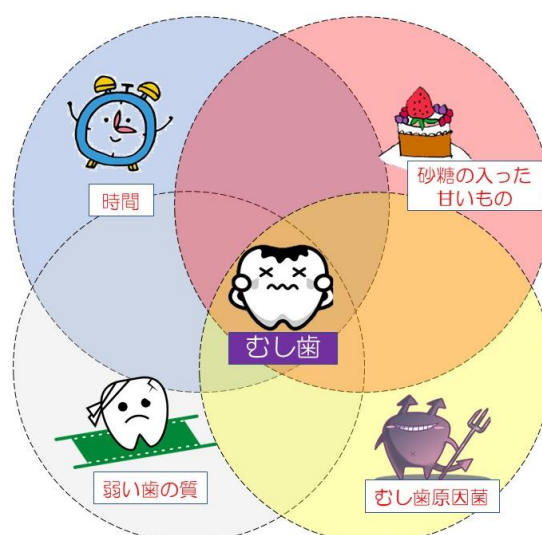 時間
砂糖の入った
甘いもの
むし歯
弱い歯の質
むし歯原因菌